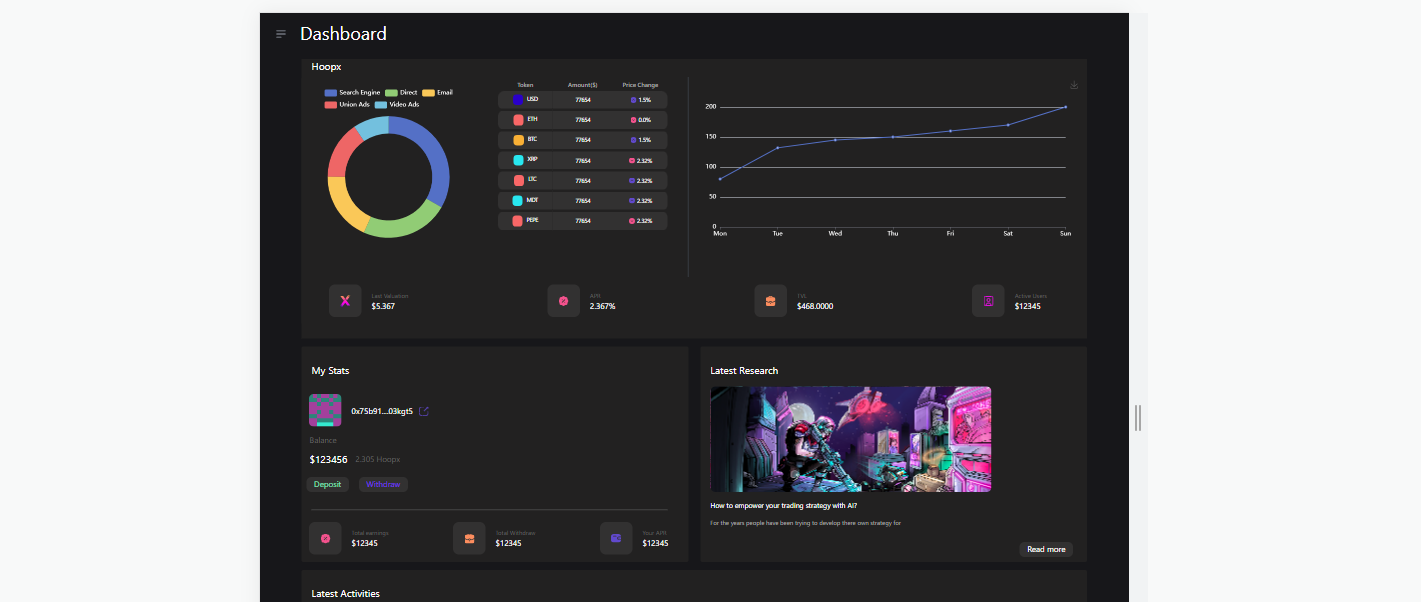 Dashboard
Hoopx
Search Engine Direct Email
Union Ads Video Ads
Token Amount($) Price Change
USD 77654 1.5%
ETH 77654 0.0%
BTC 77654 1.5%
XRP 77654 2.32%
LTC 77654 2.32%
MDT 77654 2.32%
PEPE 77654 2.32%
200
150
100
50
0
Mon Tue Wed Thu Fri Sat Sun
Last Valuation
$5.367
APR
2.367%
TVL
$468.0000
Active Users
$12345
My Stats
0x75b91...03kgt5
Balance
$123456 2.305 Hoopx
Deposit Withdraw
Total earnings
$12345
Total Withdraw
$12345
Your APR
$12345
Latest Research
How to empower your trading strategy with AI?
For the years people have been trying to develop there own strategy for
Read more
Latest Activities